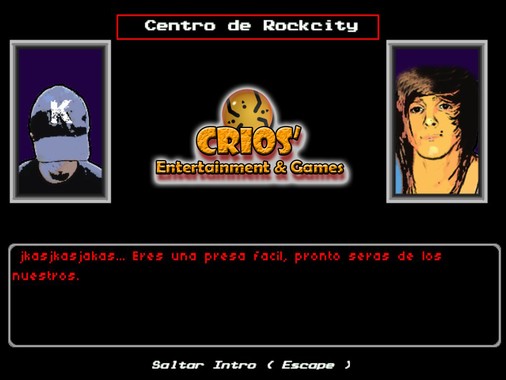 Centro de Rockcity
K
CRIOS'
Entertainment & Games
jkasjkasjakas... Eres una presa facil, pronto seras de los
nuestros.
Saltar Intro ( Escape )